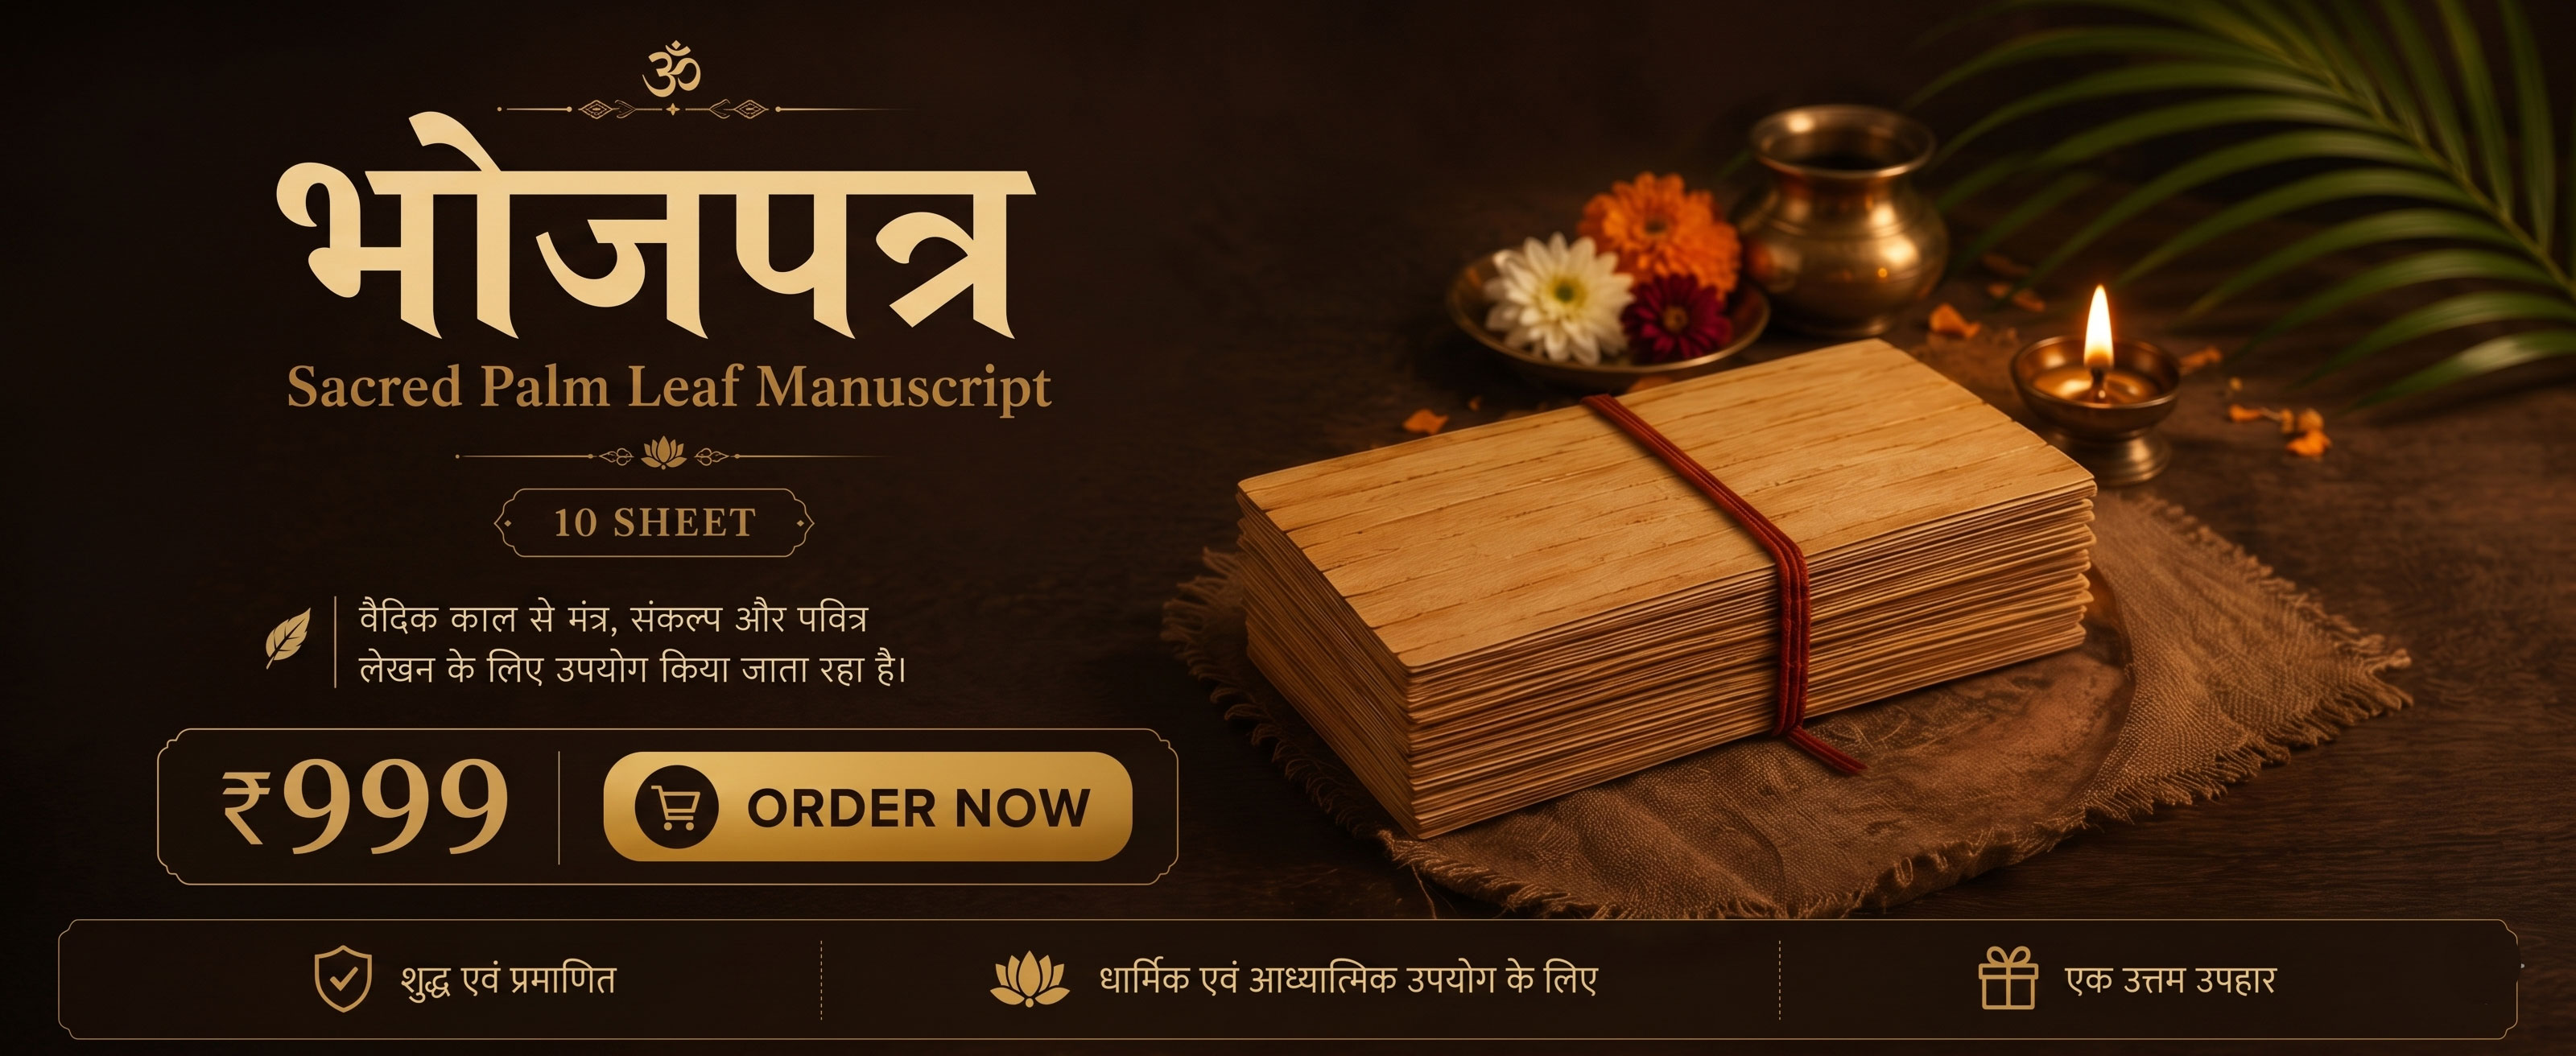 ॐ
भोजपत्र
Sacred Palm Leaf Manuscript
10 SHEET
वैदिक काल से मंत्र, संकल्प और पवित्र
लेखन के लिए उपयोग किया जाता रहा है।
₹999
ORDER NOW
शुद्ध एवं प्रमाणित
धार्मिक एवं आध्यात्मिक उपयोग के लिए
एक उत्तम उपहार